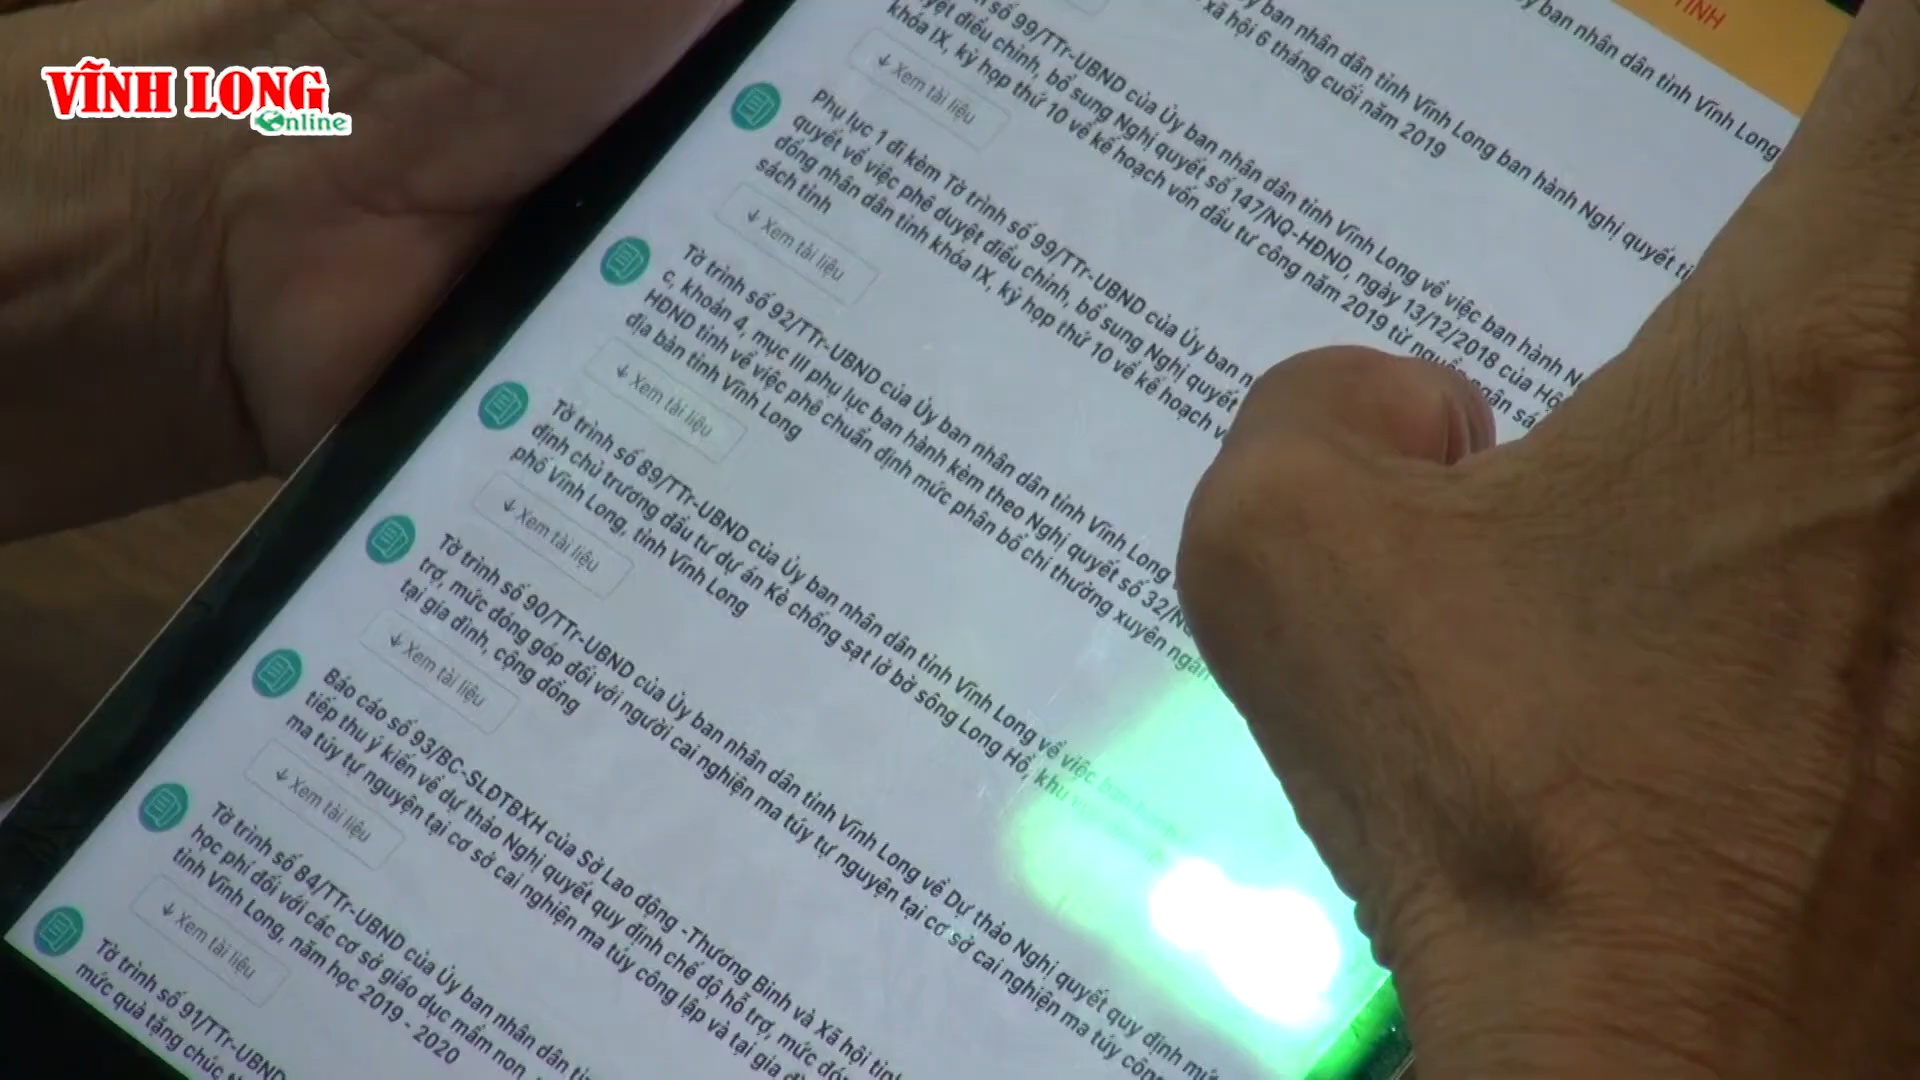 VĨNH LONG
Online
TỈNH
Ủy ban nhân dân tỉnh Vĩnh Long
ban nhân dân tỉnh Vĩnh Long ban hành Nghị quyết
xã hội 6 tháng cuối năm 2019
số 99/TTr-UBND của Ủy ban nhân dân tỉnh Vĩnh Long về việc ban hành
điều chỉnh, bổ sung Nghị quyết số 147/NQ-HĐND, ngày 13/12/2018 của
khóa IX, kỳ họp thứ 10 về kế hoạch vốn đầu tư công năm 2019 từ nguồn ngân
↓ Xem tài liệu
Phụ lục 1 đi kèm Tờ trình số 99/TTr-UBND của Ủy ban
quyết về việc phê duyệt điều chỉnh, bổ sung Nghị quyết
đồng nhân dân tỉnh khóa IX, kỳ họp thứ 10 về kế hoạch
sách tỉnh
↓ Xem tài liệu
Tờ trình số 92/TTr-UBND của Ủy ban nhân dân tỉnh Vĩnh Long
c, khoản 4, mục III phụ lục ban hành kèm theo Nghị quyết số 32/
HĐND tỉnh về việc phê chuẩn định mức phân bổ chi thường xuyên ngân
địa bàn tỉnh Vĩnh Long
↓ Xem tài liệu
Tờ trình số 89/TTr-UBND của Ủy ban nhân dân tỉnh Vĩnh Long về việc
định chủ trương đầu tư dự án Kè chống sạt lở bờ sông Long Hồ, khu
phố Vĩnh Long, tỉnh Vĩnh Long
↓ Xem tài liệu
Tờ trình số 90/TTr-UBND của Ủy ban nhân dân tỉnh Vĩnh Long về Dự thảo Nghị quyết quy định
trợ, mức đóng góp đối với người cai nghiện ma túy tự nguyện tại cơ sở cai nghiện ma túy
tại gia đình, cộng đồng
↓ Xem tài liệu
Báo cáo số 93/BC-SLĐTBXH của Sở Lao động -Thương Binh và Xã hội
tiếp thu ý kiến về dự thảo Nghị quyết quy định chế độ hỗ trợ, mức
ma túy tự nguyện tại cơ sở cai nghiện ma túy công lập và tại gia
↓ Xem tài liệu
Tờ trình số 84/TTr-UBND của Ủy ban nhân dân
học phí đối với các cơ sở giáo dục mầm non
tỉnh Vĩnh Long, năm học 2019 - 2020
↓ Xem tài liệu
Tờ trình số 91/TTr-UBND
mức quà tặng chúc